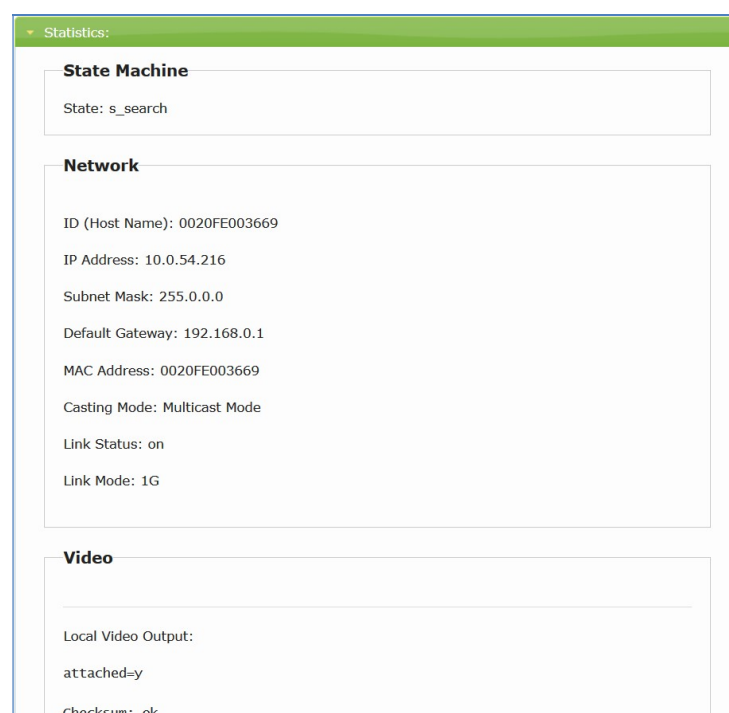 Statistics:
State Machine
State: s_search
Network
ID (Host Name): 0020FE003669
IP Address: 10.0.54.216
Subnet Mask: 255.0.0.0
Default Gateway: 192.168.0.1
MAC Address: 0020FE003669
Casting Mode: Multicast Mode
Link Status: on
Link Mode: 1G
Video
Local Video Output:
attached=y
Checksum: ok